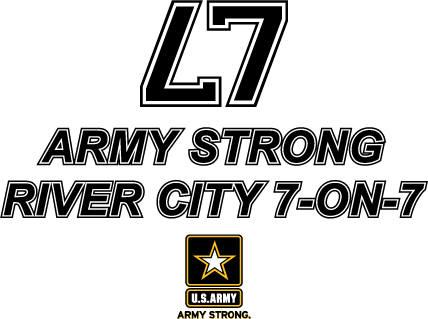 L7
ARMY STRONG
RIVER CITY 7-ON-7
U.S.ARMY
ARMY STRONG.